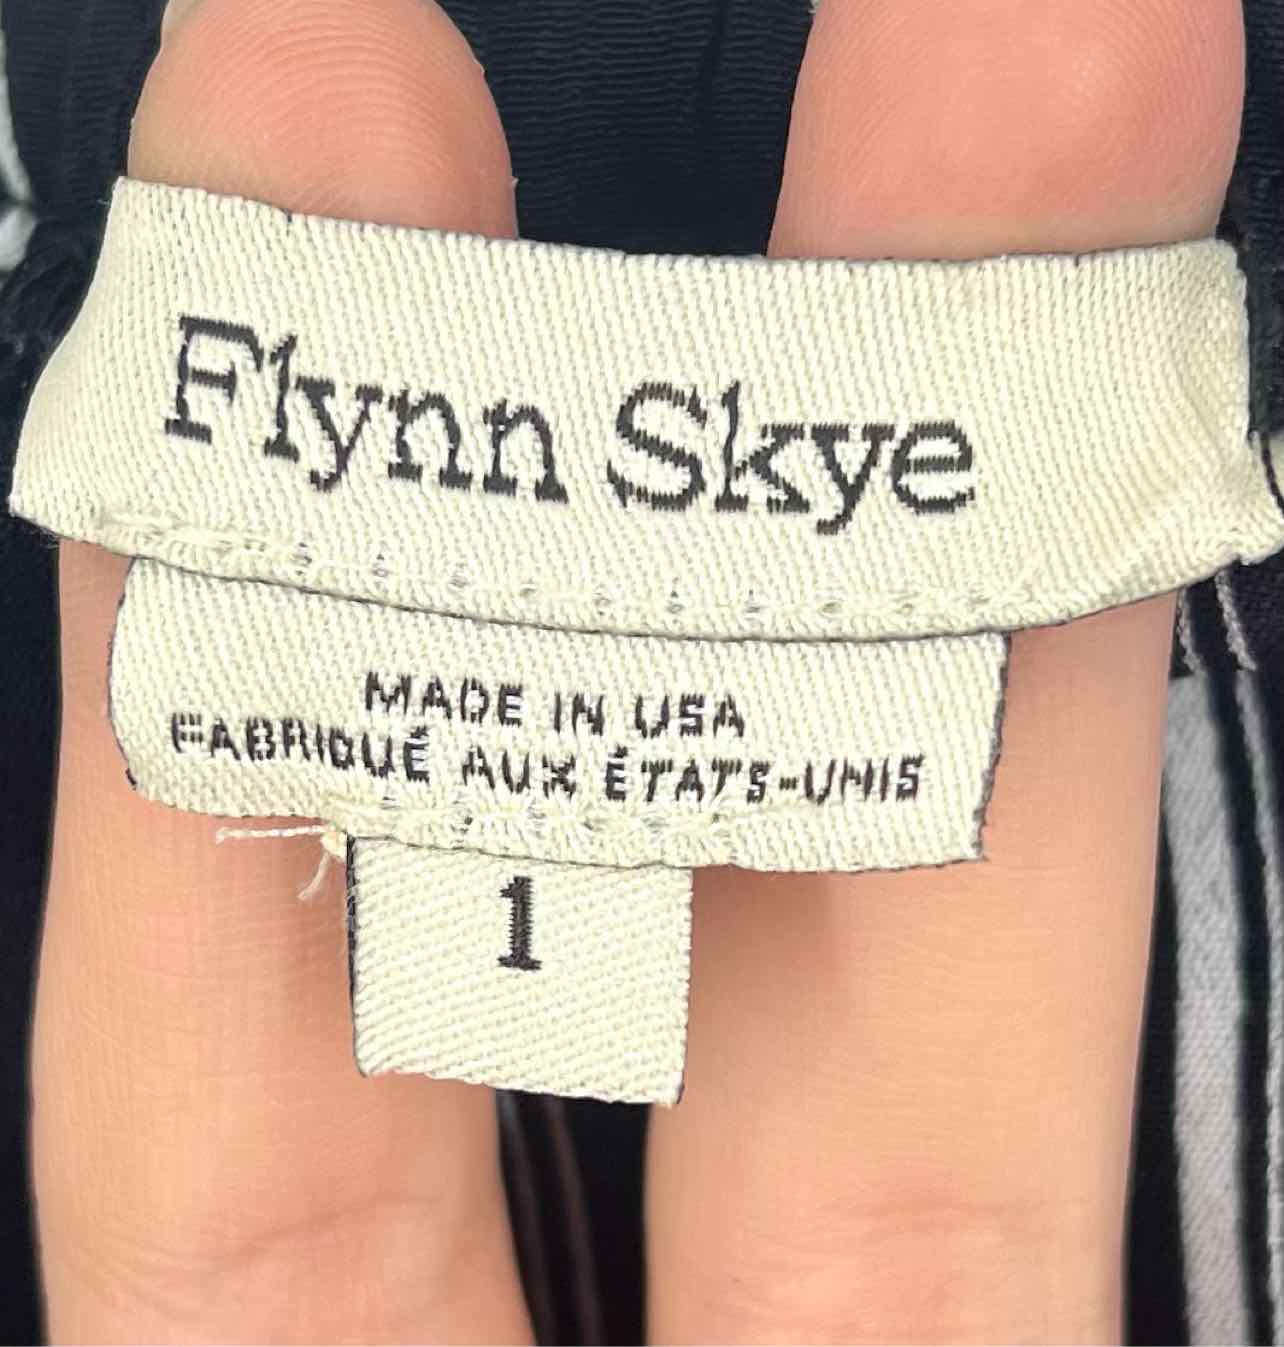 Flynn Skye
MADE IN USA
FABRIQUÉ AUX ÉTATS-UNIS
1